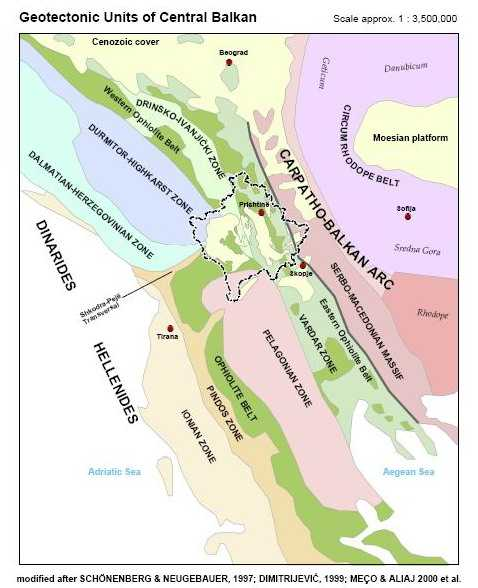 Geotectonic Units of Central Balkan
Scale approx. 1 : 3,500,000
Cenozoic cover
Beograd
Geticum
Danubicum
Western Ophiolite Belt
DRINSKO-IVANJIČKI ZONE
DURMITOR-HIGHKARST ZONE
DALMATIAN-HERZEGOVINIAN ZONE
CIRCUM RHODOPE BELT
Moesian platform
CARPATHO-BALKAN ARC
Prishtina
Sofija
Sredna Gora
DINARIDES
Skopje
Shkodra-Peja
Transversal
SERBO-MACEDONIAN MASSIF
Rhodope
Eastern Ophiolite Belt
VARDAR ZONE
Tirana
HELLENIDES
PELAGONIAN ZONE
OPHIOLITE BELT
PINDOS ZONE
IONIAN ZONE
Adriatic Sea
Aegean Sea
modified after SCHÖNENBERG & NEUGEBAUER, 1997; DIMITRIJEVIĆ, 1999; MEÇO & ALIAJ 2000 et al.